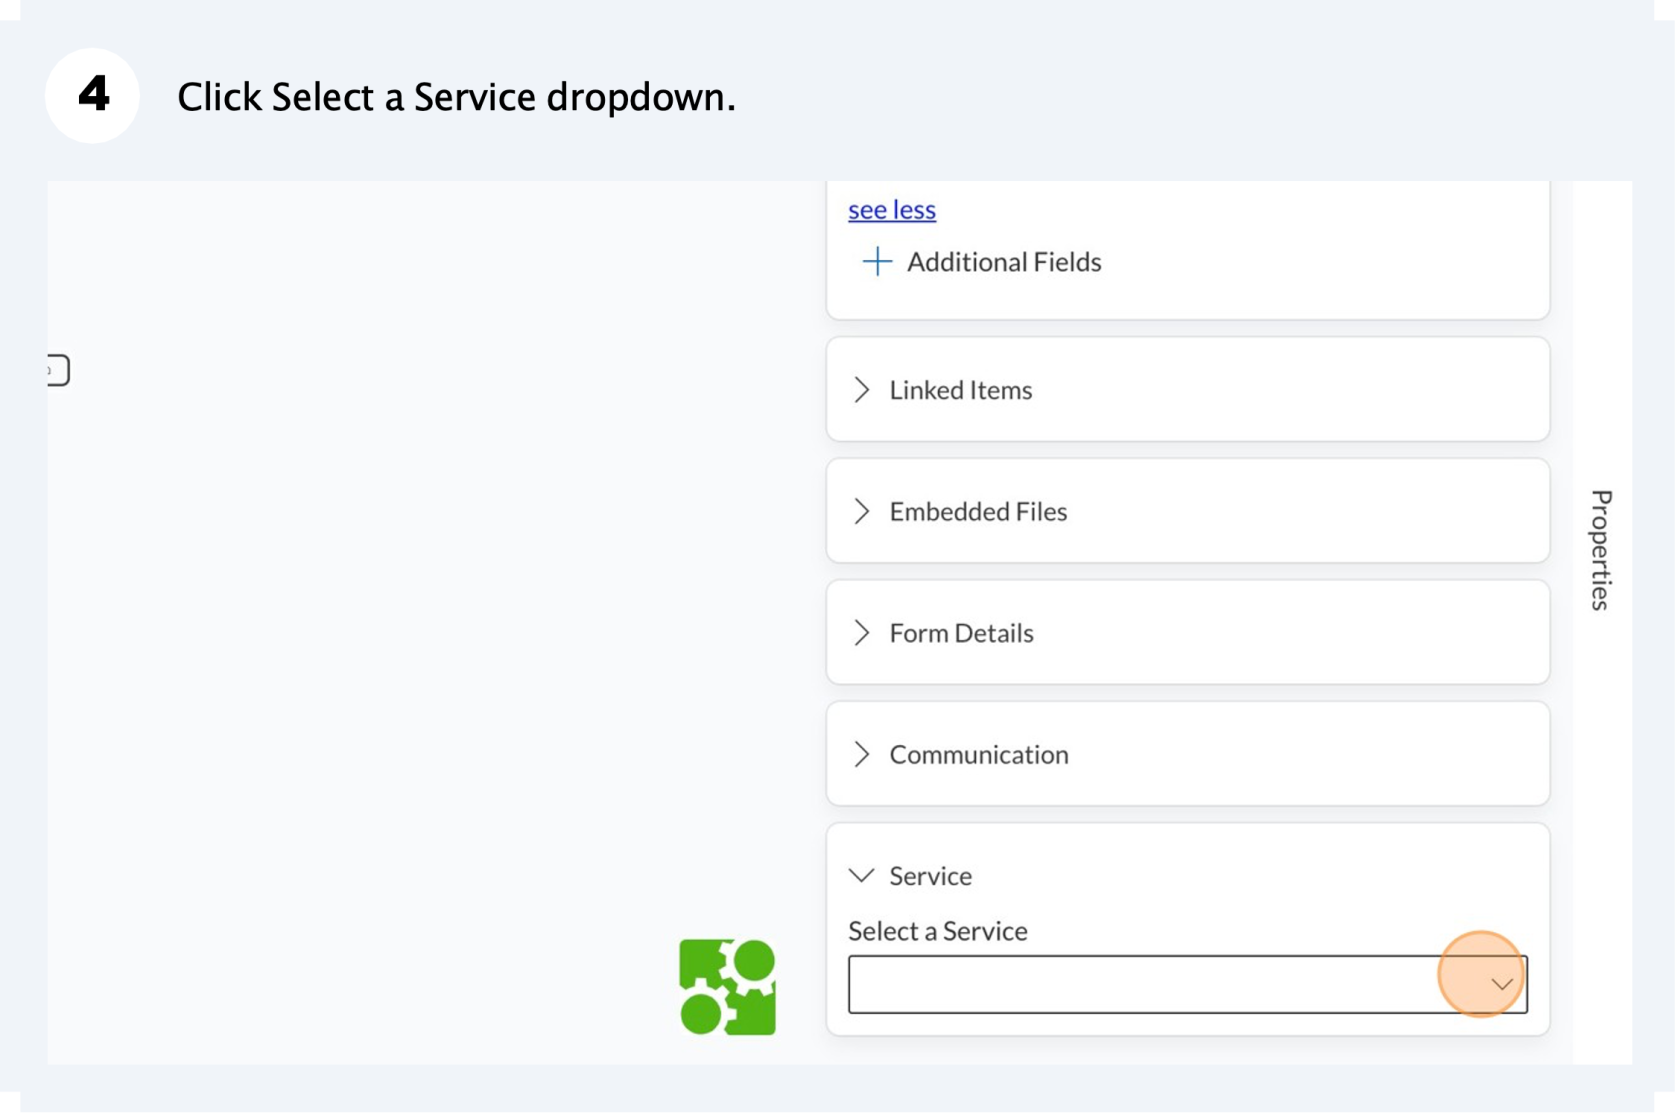 4
Click Select a Service dropdown.
see less
Additional Fields
Linked Items
Embedded Files
Form Details
Communication
Service
Select a Service
Properties